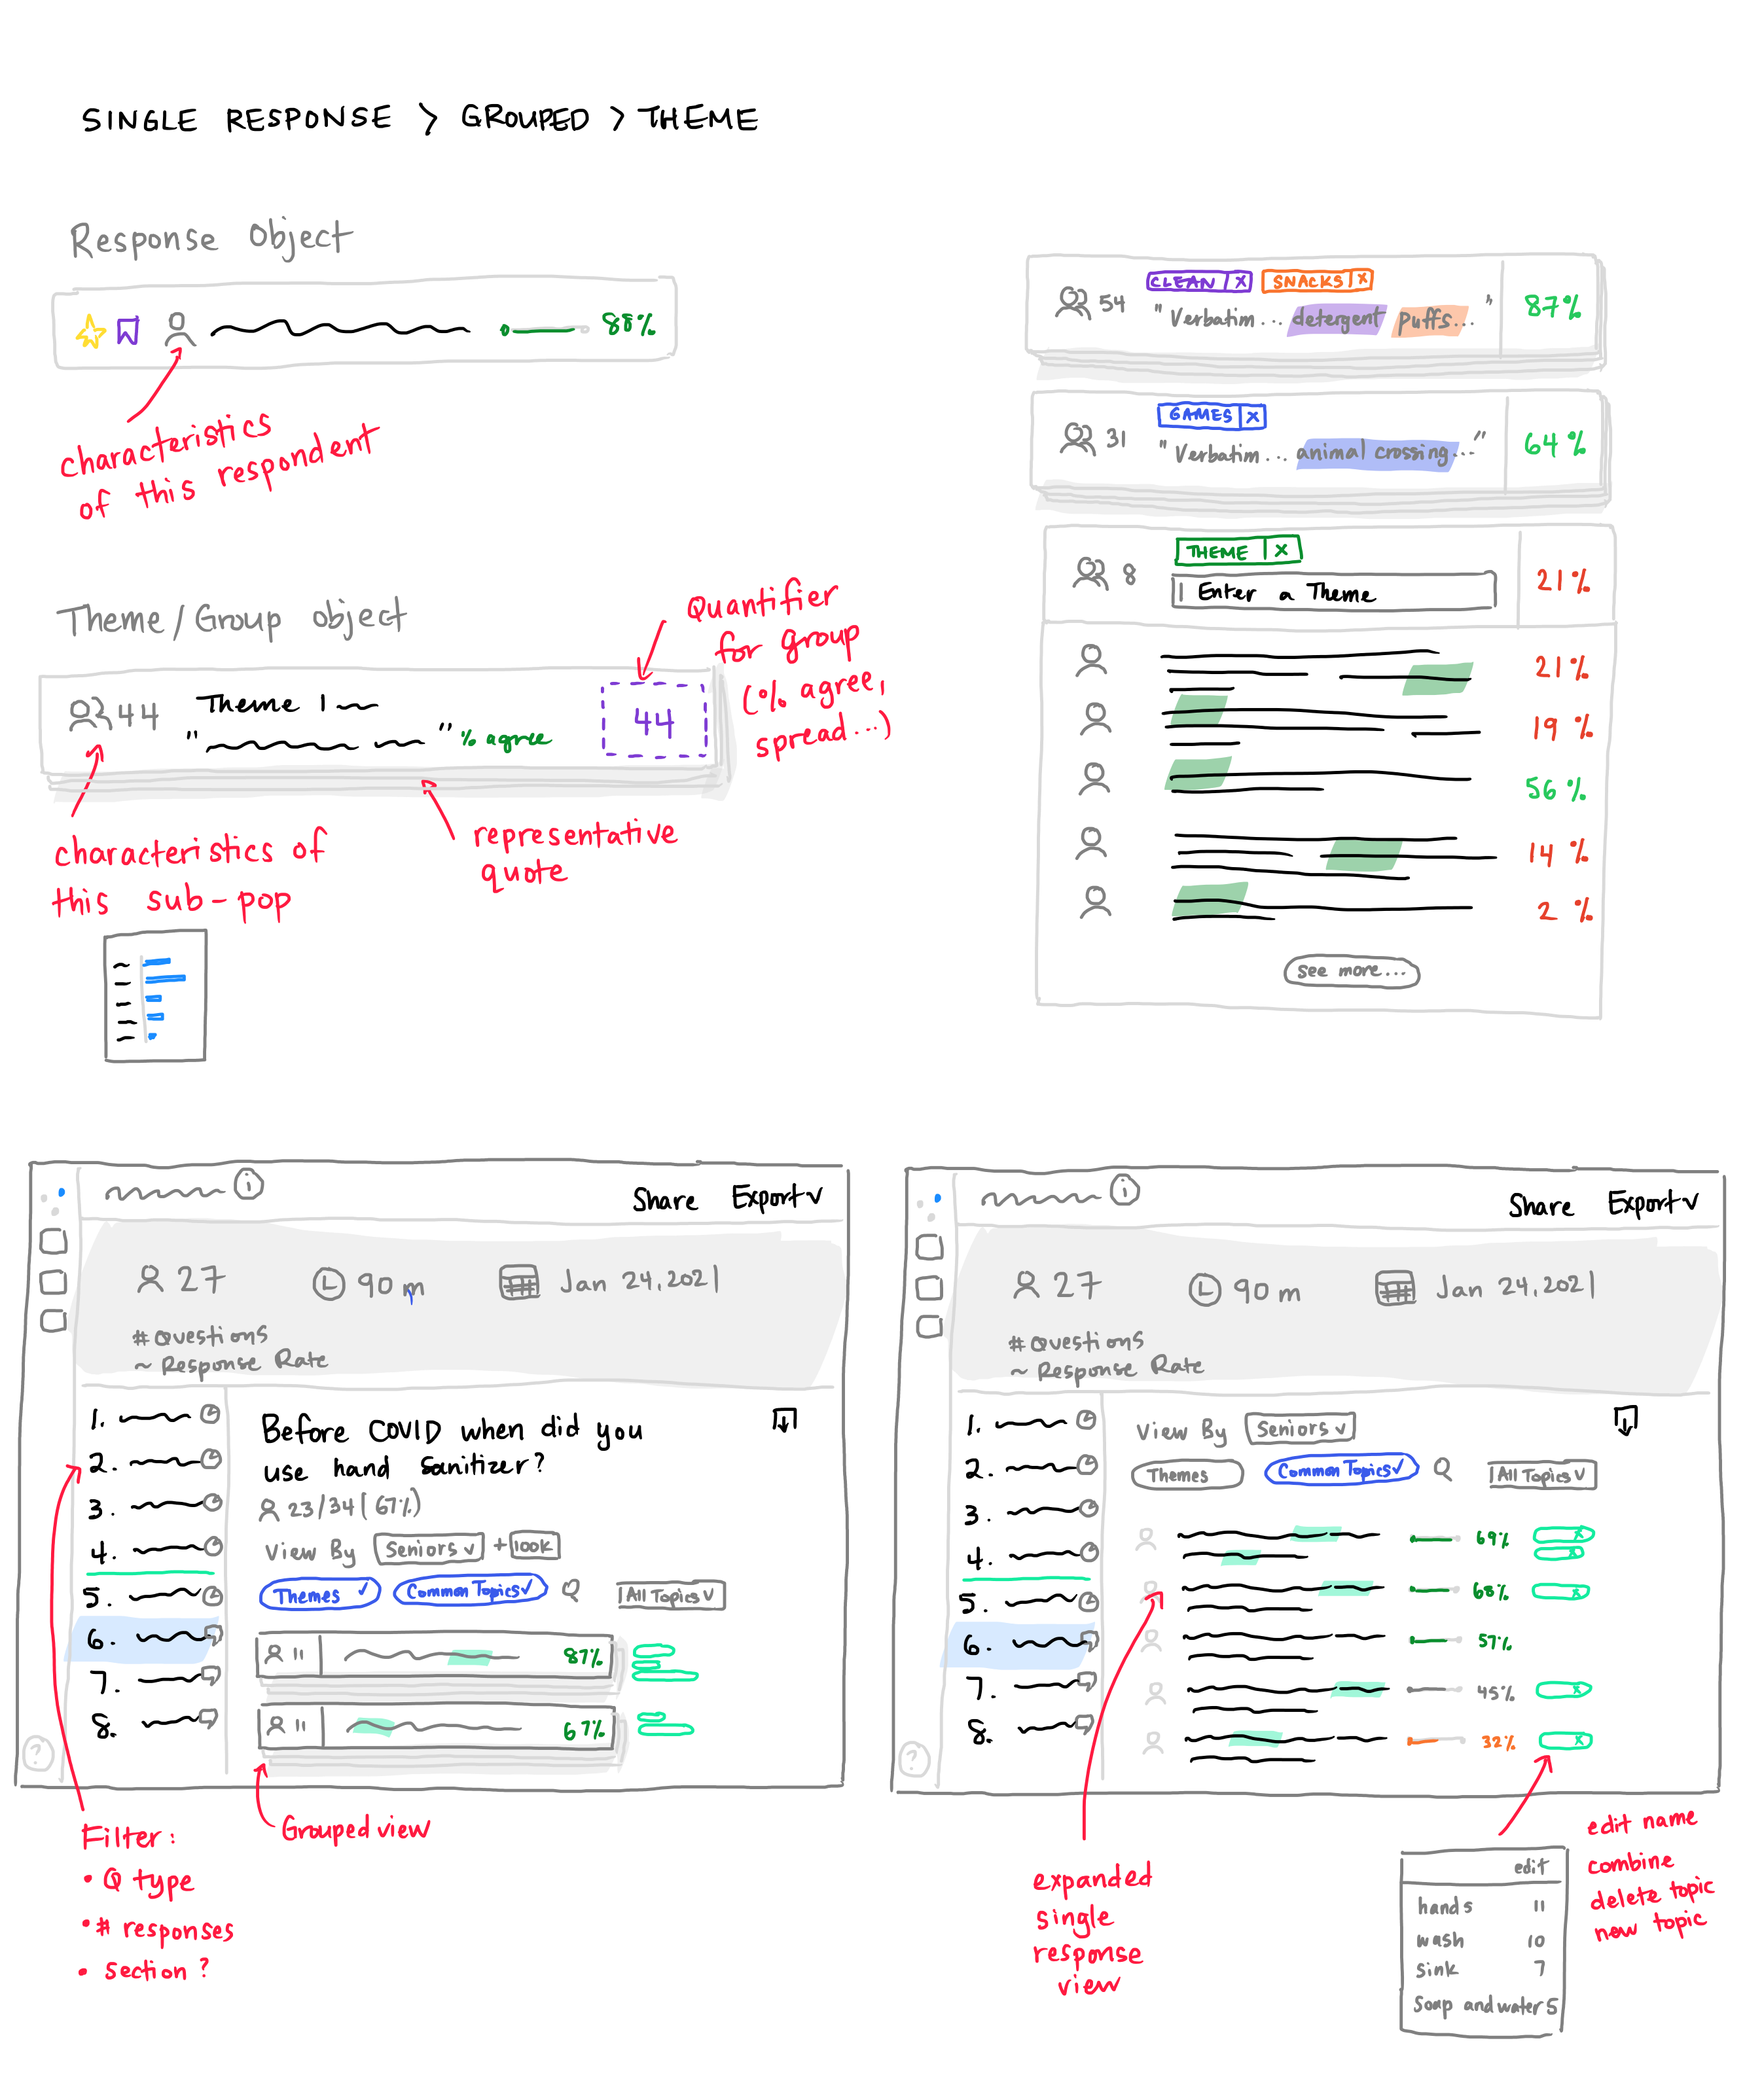 SINGLE RESPONSE > GROUPED > THEME
Response Object
88%
characteristics
of this respondent
Theme / Group object
44
Theme 1
" " % agree
44
Quantifier
for group
(% agree,
spread...)
characteristics of
this sub-pop
representative
quote
54
CLEAN X
SNACKS X
"Verbatim... detergent puffs... "
87%
31
GAMES X
"Verbatim... animal crossing..."
64%
8
THEME X
Enter a Theme
21%
21%
19%
56%
14%
2%
see more...
i
Share
Export
27
90 m
Jan 24, 2021
# Questions
~ Response Rate
1.
2.
3.
4.
5.
6.
7.
8.
?
Before COVID when did you
use hand sanitizer?
23/34 (67%)
View By Seniors + 100K
Themes
Common Topics
All Topics
11
87%
11
67%
Filter:
• Q type
• # responses
• section?
Grouped view
i
Share
Export
27
90 m
Jan 24, 2021
# Questions
~ Response Rate
1.
2.
3.
4.
5.
6.
7.
8.
?
View By Seniors
Themes
Common Topics
All Topics
69% x
x
68% x
57%
45% x
32% x
expanded
single
response
view
edit name
combine
delete topic
new topic
edit
hands 11
wash 10
sink 7
Soap and water 5